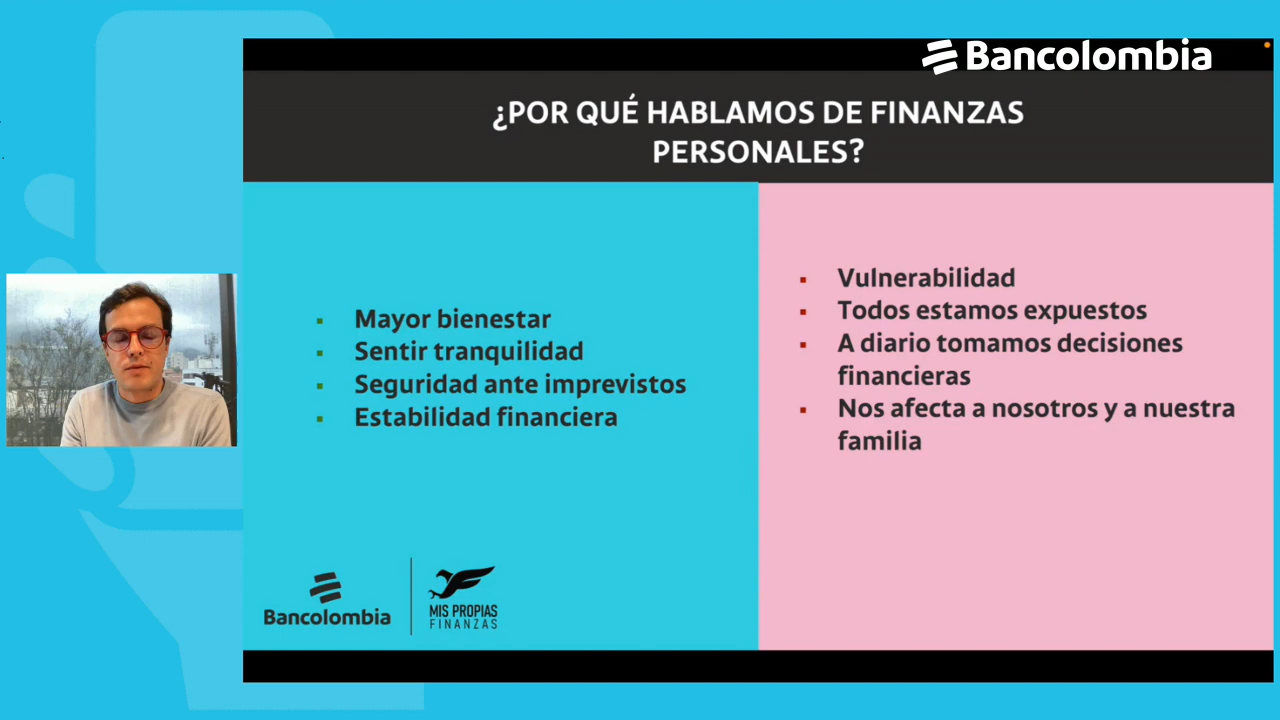 Bancolombia
¿POR QUÉ HABLAMOS DE FINANZAS
PERSONALES?
Mayor bienestar
Sentir tranquilidad
Seguridad ante imprevistos
Estabilidad financiera
Vulnerabilidad
Todos estamos expuestos
A diario tomamos decisiones
financieras
Nos afecta a nosotros y a nuestra
familia
Bancolombia
MIS PROPIAS
FINANZAS